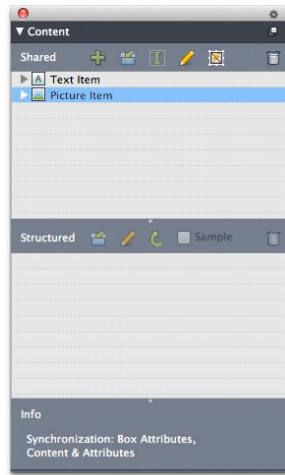 Content
Shared
A Text Item
Picture Item
Structured Sample
Info
Synchronization: Box Attributes,
Content & Attributes